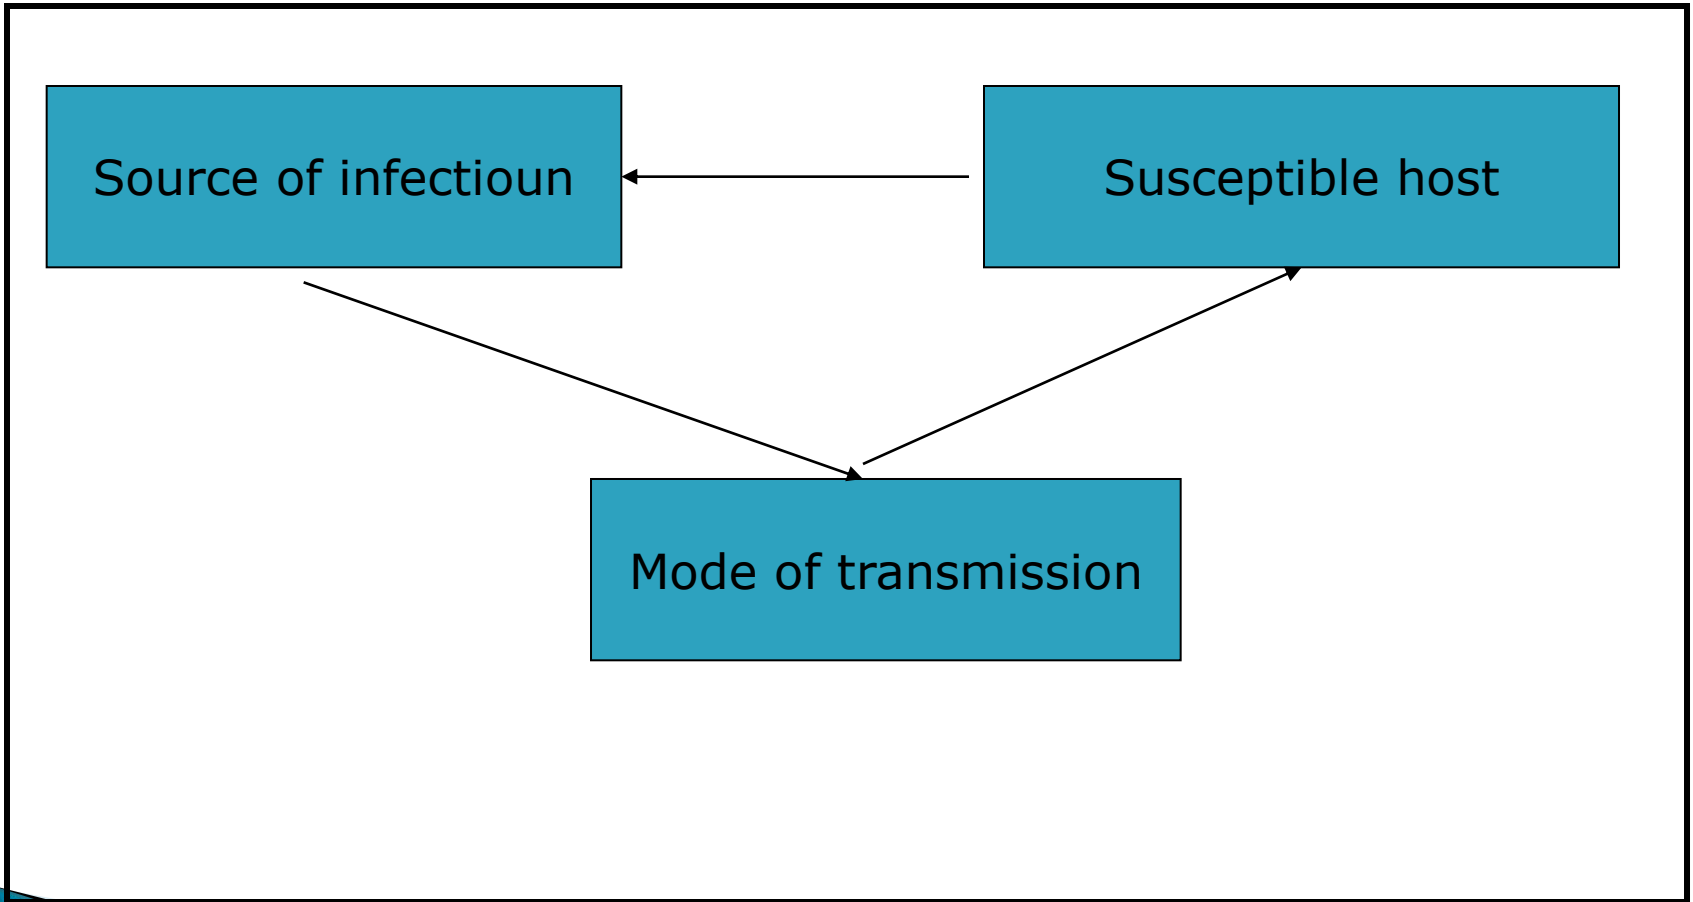 Source of infectioun
Susceptible host
Mode of transmission